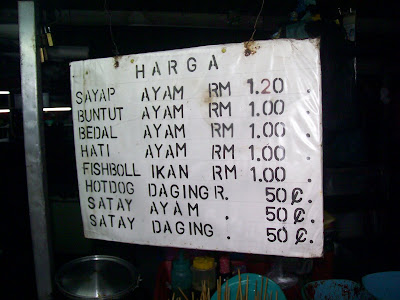 HARGA
SAYAP AYAM RM 1.20 .
BUNTUT AYAM RM 1.00 .
BEDAL AYAM RM 1.00 .
HATI AYAM RM 1.00 .
FISHBOLL IKAN RM 1.00 .
HOTDOG DAGING R. 50 ¢.
SATAY AYAM . 50 ¢.
SATAY DAGING . 50 ¢.